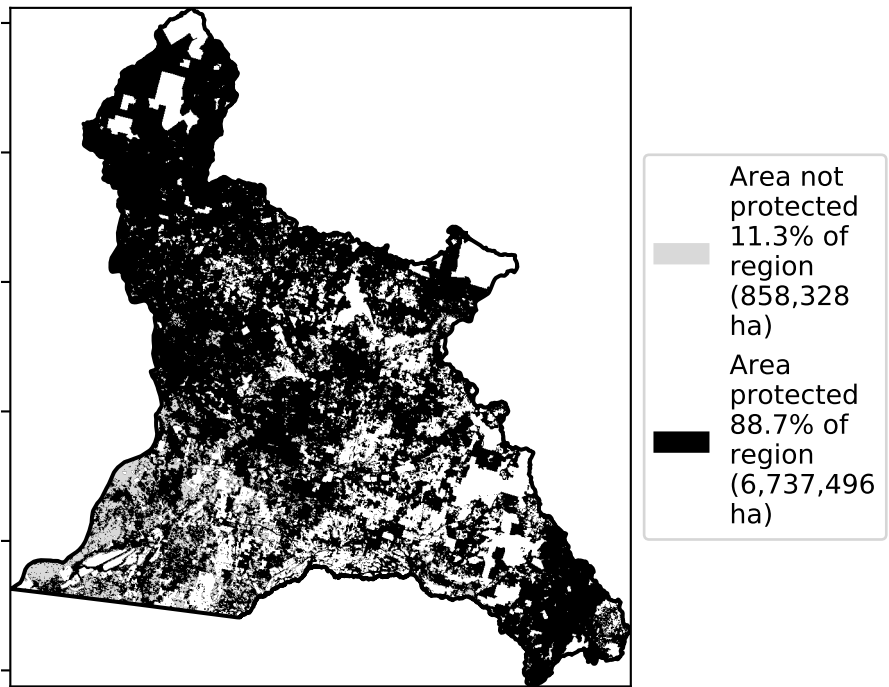 Area not
protected
11.3% of
region
(858,328
ha)
Area
protected
88.7% of
region
(6,737,496
ha)